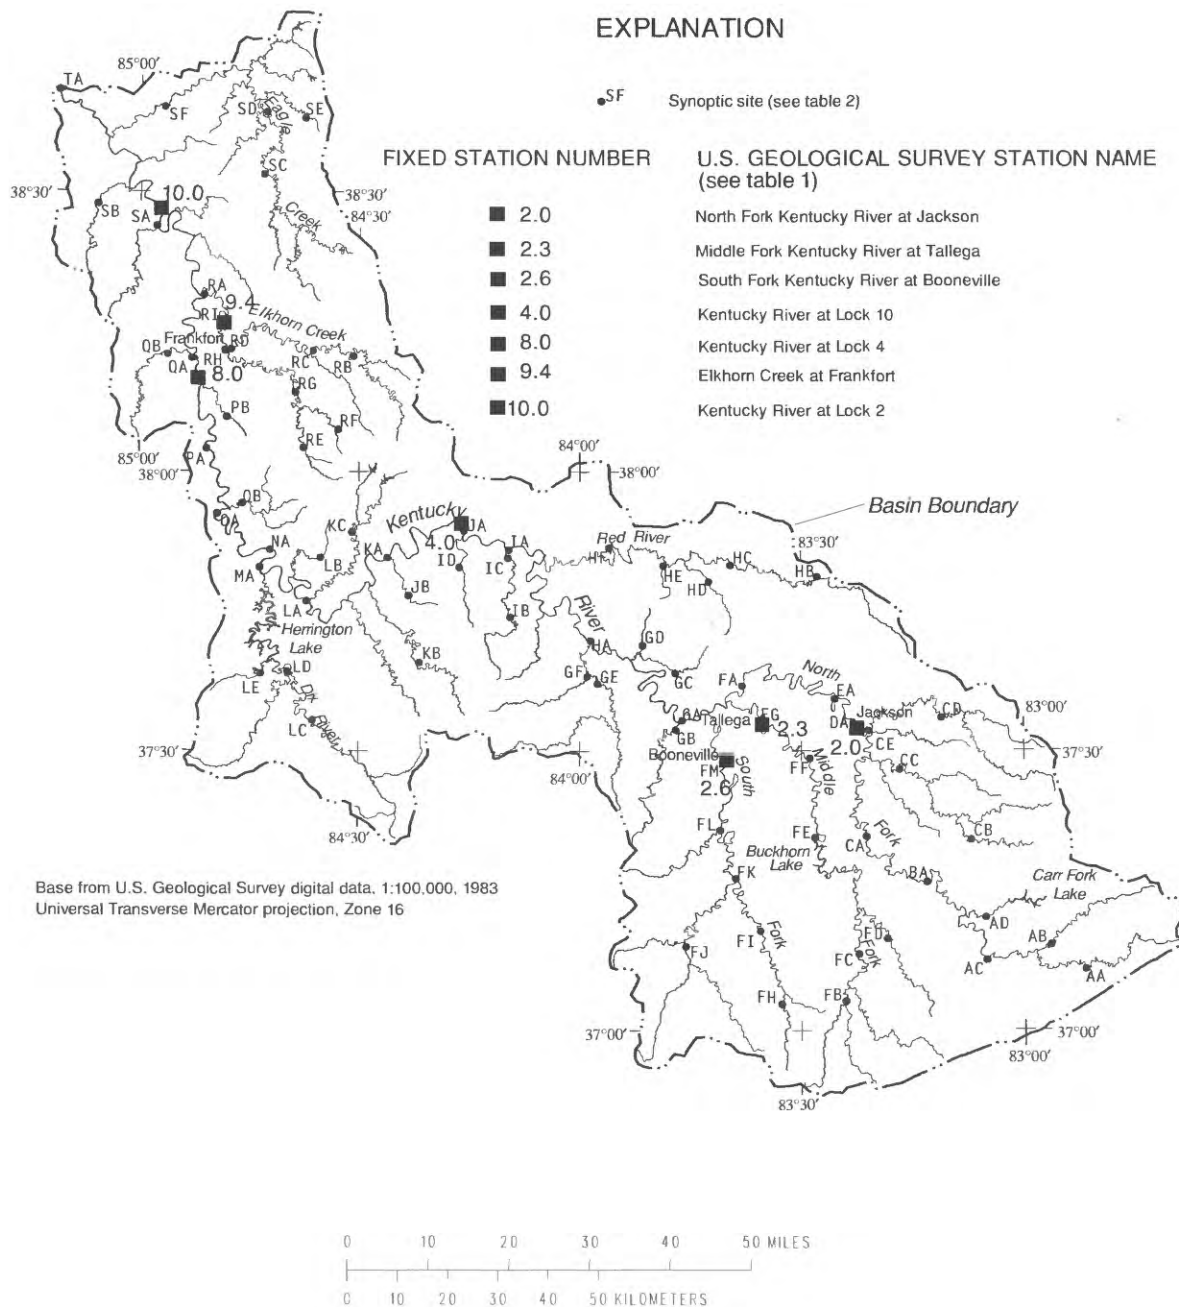 EXPLANATION
SF Synoptic site (see table 2)
FIXED STATION NUMBER
U.S. GEOLOGICAL SURVEY STATION NAME
(see table 1)
2.0 North Fork Kentucky River at Jackson
2.3 Middle Fork Kentucky River at Tallega
2.6 South Fork Kentucky River at Booneville
4.0 Kentucky River at Lock 10
8.0 Kentucky River at Lock 4
9.4 Elkhorn Creek at Frankfort
10.0 Kentucky River at Lock 2
85°00′
TA
SF
SD
Eagle
SE
SC
38°30′
SB
SA
10.0
38°30′
84°30′
Creek
RA
9.4
RI
Elkhorn Creek
Frankfort
RD
QB
RH
RC
RB
QA
8.0
RG
PB
RF
RE
85°00′
PA
38°00′
84°00′
38°00′
Basin Boundary
OB
OA
KC
Kentucky
JA
4.0
NA
LB
KA
ID
IA
IC
Red River
83°30′
HE
HC
HB
HD
MA
LA
JB
IB
Herrington
Lake
River
HA
GD
KB
LD
LE
Dix
River
GF
GE
GC
FA
North
EA
Jackson
CD
83°00′
LC
GA
Tallega
FG
2.3
DA
CE
37°30′
GB
Booneville
2.0
37°30′
84°00′
FM
South
FF
Middle
CC
2.6
84°30′
FL
FE
Buckhorn
Lake
CA
Fork
CB
FK
BA
Carr Fork
Lake
Base from U.S. Geological Survey digital data, 1:100,000, 1983
Universal Transverse Mercator projection, Zone 16
AD
FI
Fork
FD
AB
FJ
FC
Fork
AC
AA
FH
FB
37°00′
37°00′
83°00′
83°30′
0 10 20 30 40 50 MILES
0 10 20 30 40 50 KILOMETERS